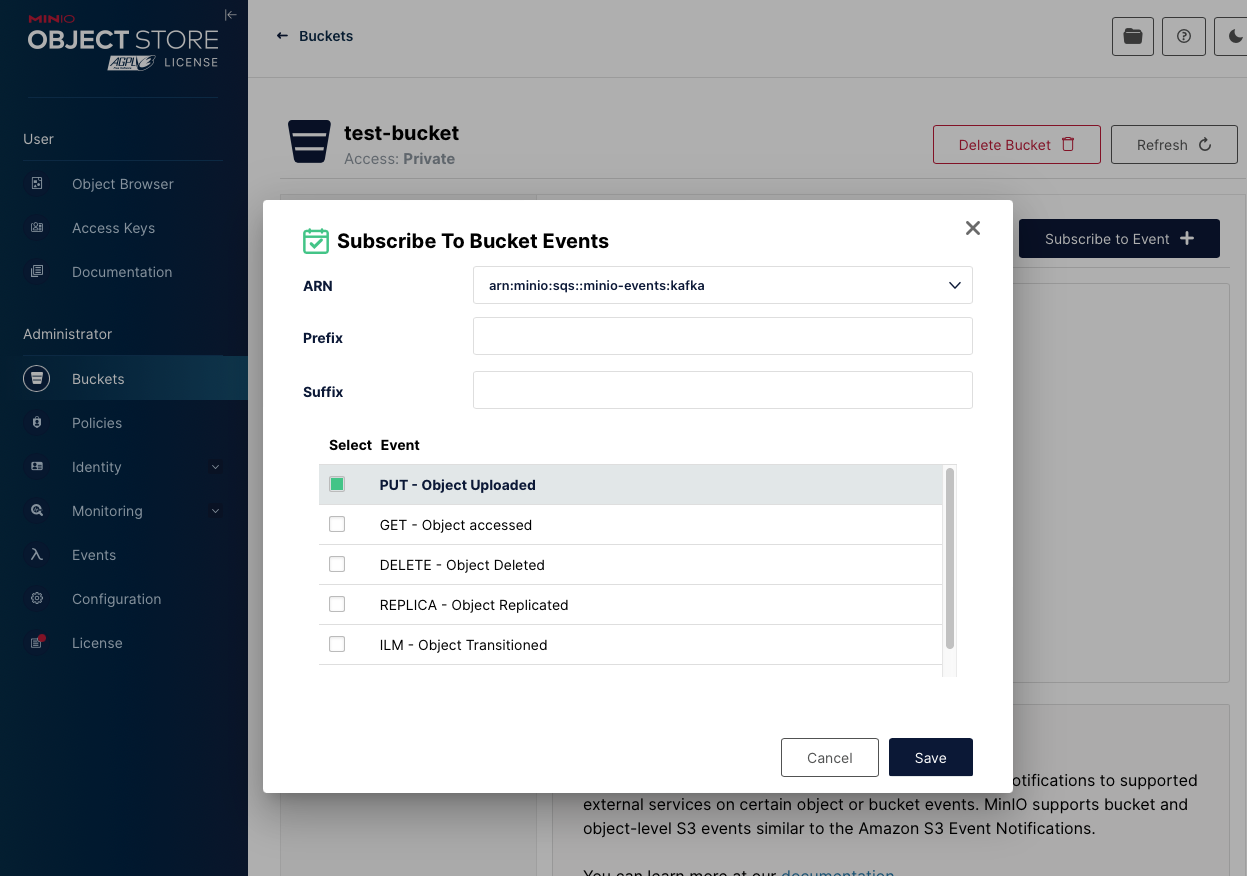 MINIO
OBJECT STORE
AGPLv3 LICENSE
User
Object Browser
Access Keys
Documentation
Administrator
Buckets
Policies
Identity
Monitoring
Events
Configuration
License
Buckets
test-bucket
Access: Private
Delete Bucket
Refresh
Subscribe to Event
Subscribe To Bucket Events
ARN
arn:minio:sqs::minio-events:kafka
Prefix
Suffix
Select Event
PUT - Object Uploaded
GET - Object accessed
DELETE - Object Deleted
REPLICA - Object Replicated
ILM - Object Transitioned
Cancel
Save
otifications to supported
external services on certain object or bucket events. MinIO supports bucket and
object-level S3 events similar to the Amazon S3 Event Notifications.
You can learn more at our documentation